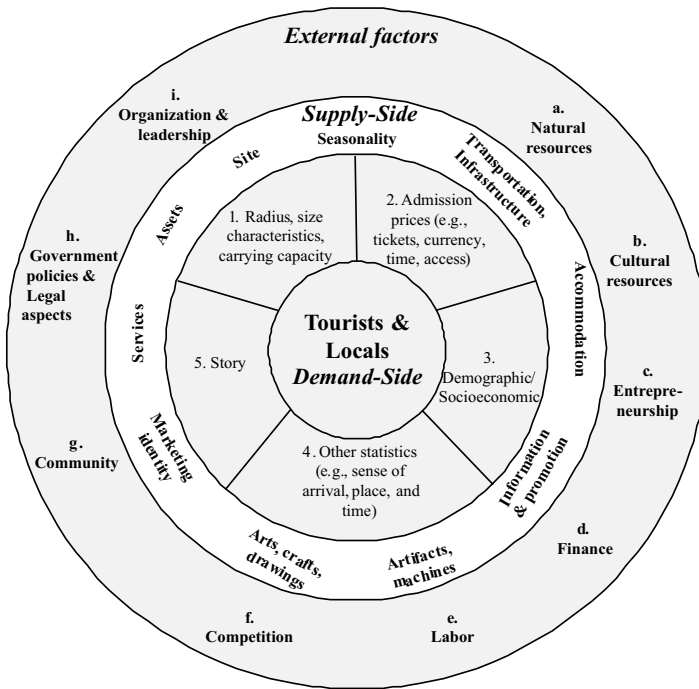 External factors
a.
Natural
resources
b.
Cultural
resources
c.
Entrepre-
neurship
d.
Finance
e.
Labor
f.
Competition
g.
Community
h.
Government
policies &
Legal
aspects
i.
Organization &
leadership
Supply-Side
Seasonality
Transportation,
Infrastructure
Accommodation
Information
& promotion
Artifacts,
machines
Arts, crafts,
drawings
Marketing
identity
Services
Assets
Site
1. Radius, size
characteristics,
carrying capacity
2. Admission
prices (e.g.,
tickets, currency,
time, access)
3.
Demographic/
Socioeconomic
4. Other statistics
(e.g., sense of
arrival, place, and
time)
5. Story
Tourists &
Locals
Demand-Side